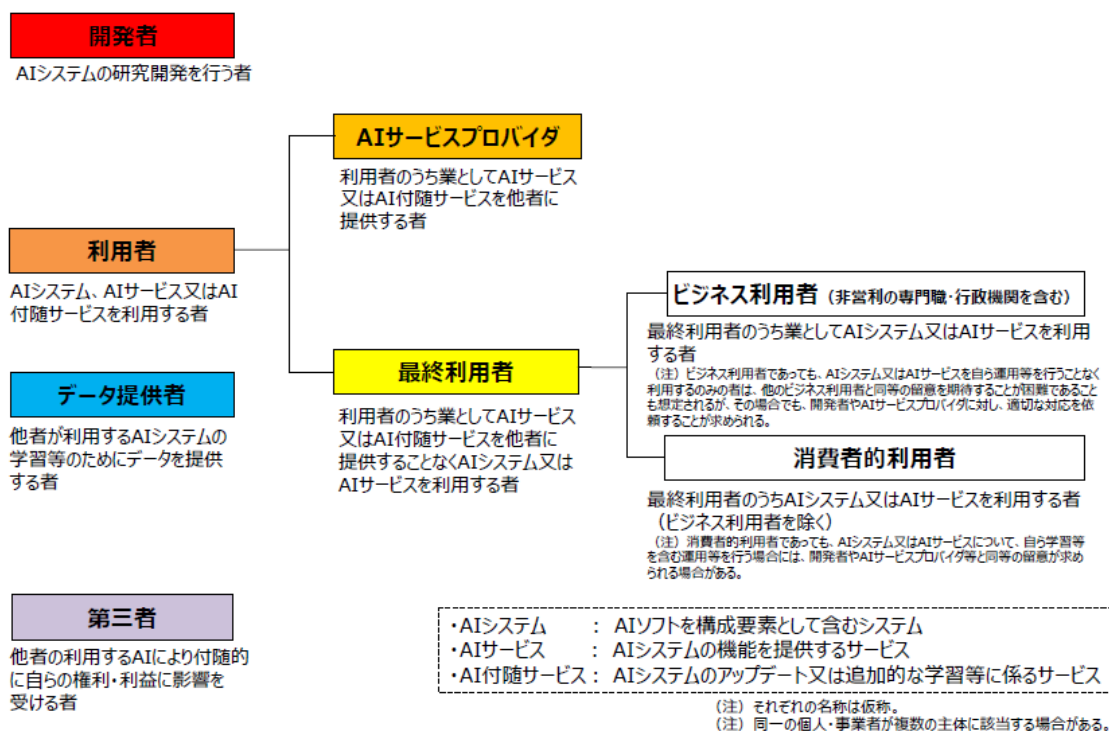 開発者
AIシステムの研究開発を行う者
AIサービスプロバイダ
利用者のうち業としてAIサービス
又はAI付随サービスを他者に
提供する者
利用者
AIシステム、AIサービス又はAI
付随サービスを利用する者
ビジネス利用者（非営利の専門職・行政機関を含む）
最終利用者のうち業としてAIシステム又はAIサービスを利用
する者
（注）ビジネス利用者であっても、AIシステム又はAIサービスを自ら運用等を行うことなく
利用するのみの者は、他のビジネス利用者と同等の留意を期待することが困難であること
も想定されるが、その場合でも、開発者やAIサービスプロバイダに対し、適切な対応を依
頼することが求められる。
最終利用者
利用者のうち業としてAIサービス
又はAI付随サービスを他者に
提供することなくAIシステム又は
AIサービスを利用する者
消費者的利用者
最終利用者のうちAIシステム又はAIサービスを利用する者
（ビジネス利用者を除く）
（注）消費者的利用者であっても、AIシステム又はAIサービスについて、自ら学習等
を含む運用等を行う場合には、開発者やAIサービスプロバイダ等と同等の留意が求め
られる場合がある。
データ提供者
他者が利用するAIシステムの
学習等のためにデータを提供
する者
第三者
他者の利用するAIにより付随的
に自らの権利・利益に影響を
受ける者
・AIシステム ： AIソフトを構成要素として含むシステム
・AIサービス ： AIシステムの機能を提供するサービス
・AI付随サービス： AIシステムのアップデート又は追加的な学習等に係るサービス
（注）それぞれの名称は仮称。
（注）同一の個人・事業者が複数の主体に該当する場合がある。